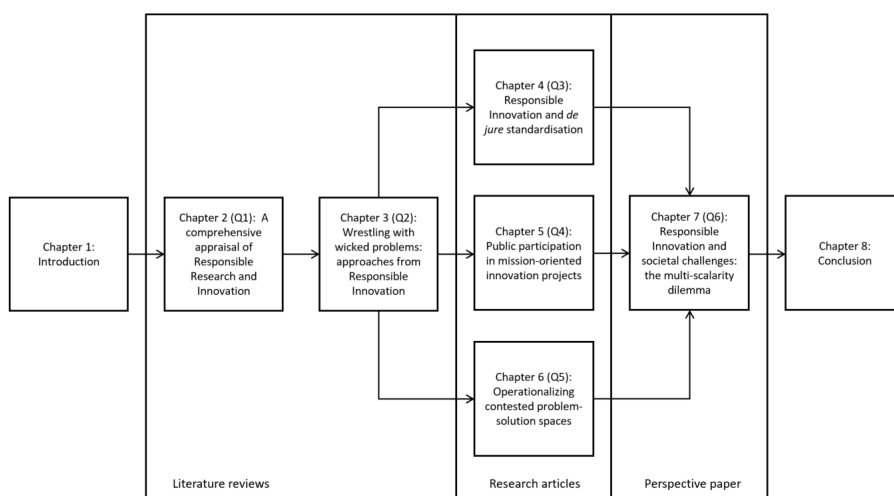 Chapter 1:
Introduction
Chapter 2 (Q1): A
comprehensive
appraisal of
Responsible
Research and
Innovation
Chapter 3 (Q2):
Wrestling with
wicked problems:
approaches from
Responsible
Innovation
Chapter 4 (Q3):
Responsible
Innovation and de
jure standardisation
Chapter 5 (Q4):
Public participation
in mission-oriented
innovation projects
Chapter 6 (Q5):
Operationalizing
contested problem-
solution spaces
Chapter 7 (Q6):
Responsible
Innovation and
societal challenges:
the multi-scalarity
dilemma
Chapter 8:
Conclusion
Literature reviews
Research articles
Perspective paper